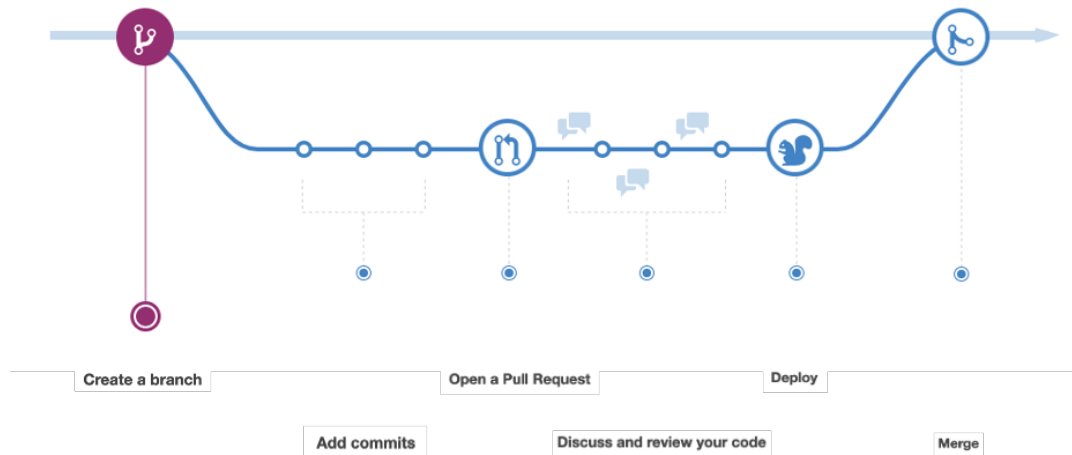 Create a branch
Add commits
Open a Pull Request
Discuss and review your code
Deploy
Merge